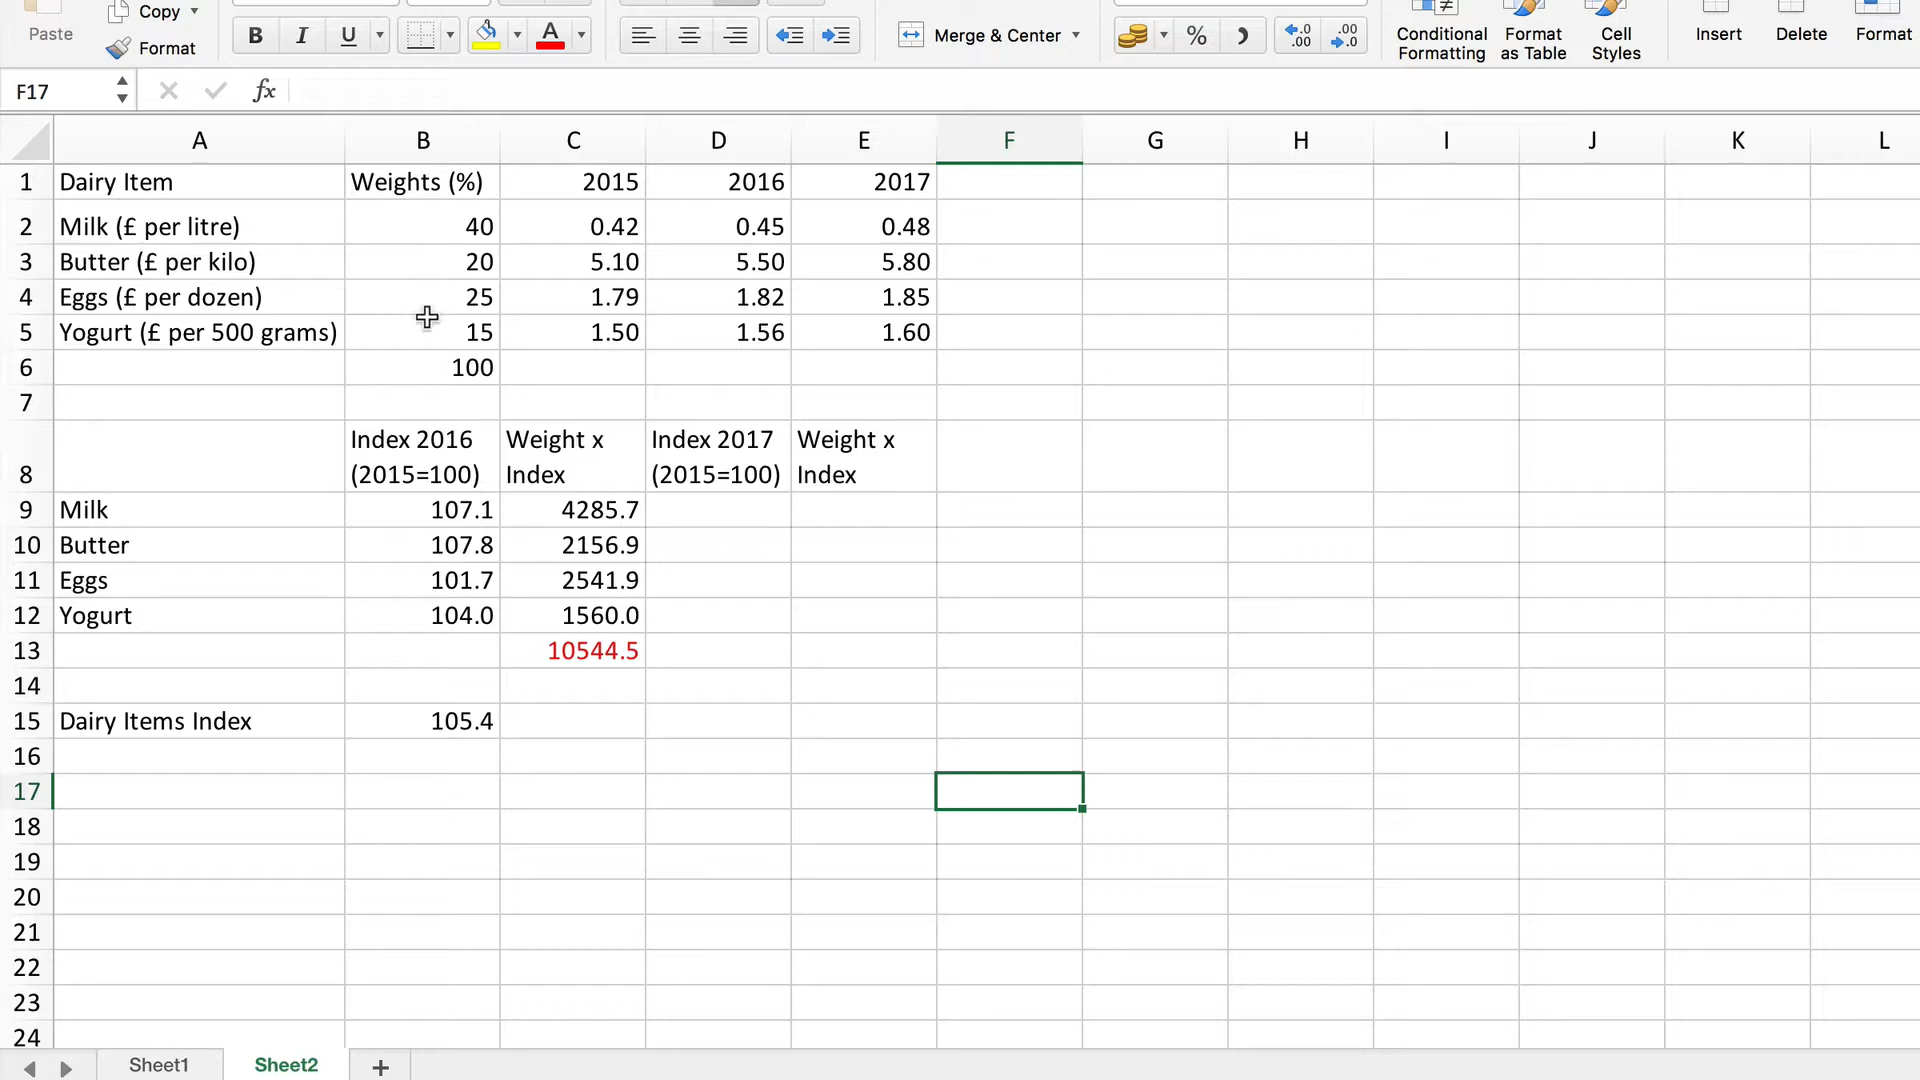 Paste
Copy
Format
B I U A
Merge & Center
%
.0 .00
.00 .0
Conditional Formatting
Format as Table
Cell Styles
Insert
Delete
Format
F17
fx
A B C D E F G H I J K L
1 Dairy Item Weights (%) 2015 2016 2017
2 Milk (£ per litre) 40 0.42 0.45 0.48
3 Butter (£ per kilo) 20 5.10 5.50 5.80
4 Eggs (£ per dozen) 25 1.79 1.82 1.85
5 Yogurt (£ per 500 grams) 15 1.50 1.56 1.60
6 100
7
Index 2016 Weight x Index 2017 Weight x
8 (2015=100) Index (2015=100) Index
9 Milk 107.1 4285.7
10 Butter 107.8 2156.9
11 Eggs 101.7 2541.9
12 Yogurt 104.0 1560.0
13 10544.5
14
15 Dairy Items Index 105.4
16
17
18
19
20
21
22
23
24
Sheet1 Sheet2 +